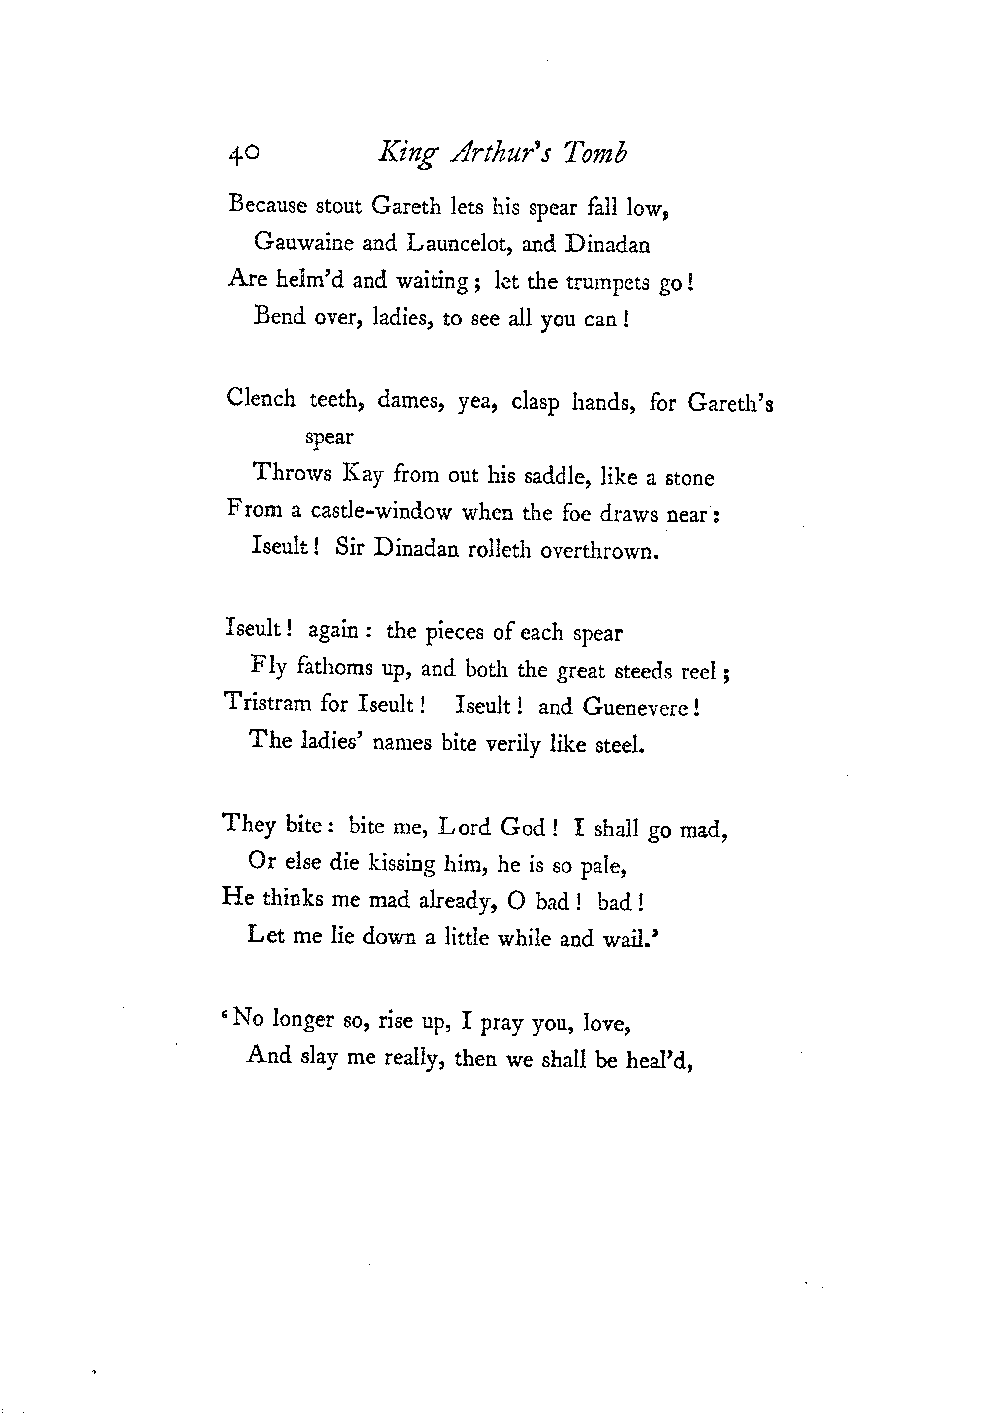 40 King Arthur's Tomb
Because stout Gareth lets his spear fall low,
Gauwaine and Launcelot, and Dinadan
Are helm'd and waiting; let the trumpets go!
Bend over, ladies, to see all you can!
Clench teeth, dames, yea, clasp hands, for Gareth's
spear
Throws Kay from out his saddle, like a stone
From a castle-window when the foe draws near:
Iseult! Sir Dinadan rolleth overthrown.
Iseult! again: the pieces of each spear
Fly fathoms up, and both the great steeds reel;
Tristram for Iseult! Iseult! and Guenevere!
The ladies' names bite verily like steel.
They bite: bite me, Lord God! I shall go mad,
Or else die kissing him, he is so pale,
He thinks me mad already, O bad! bad!
Let me lie down a little while and wail.'
'No longer so, rise up, I pray you, love,
And slay me really, then we shall be heal'd,